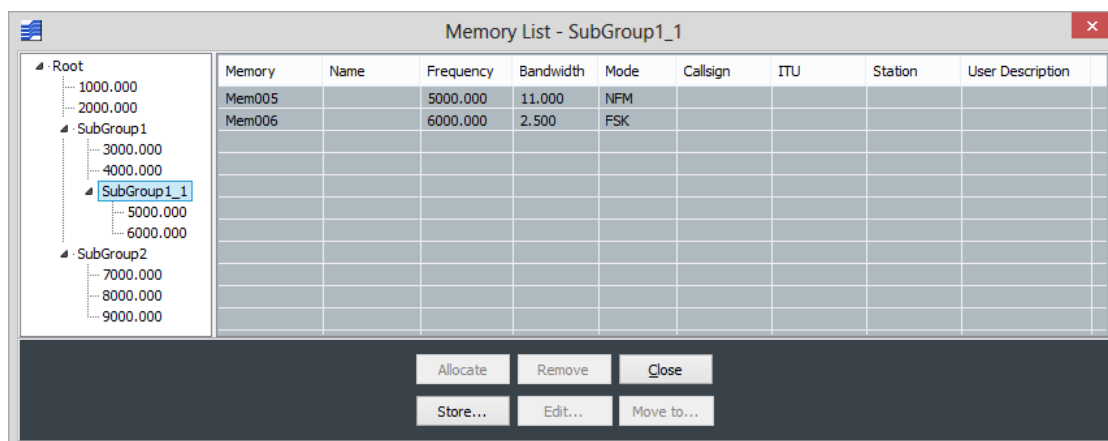 Memory List - SubGroup1_1
Root
1000.000
2000.000
SubGroup1
3000.000
4000.000
SubGroup1_1
5000.000
6000.000
SubGroup2
7000.000
8000.000
9000.000
Memory Name Frequency Bandwidth Mode Callsign ITU Station User Description
Mem005 5000.000 11.000 NFM
Mem006 6000.000 2.500 FSK
Allocate Remove Close
Store... Edit... Move to...